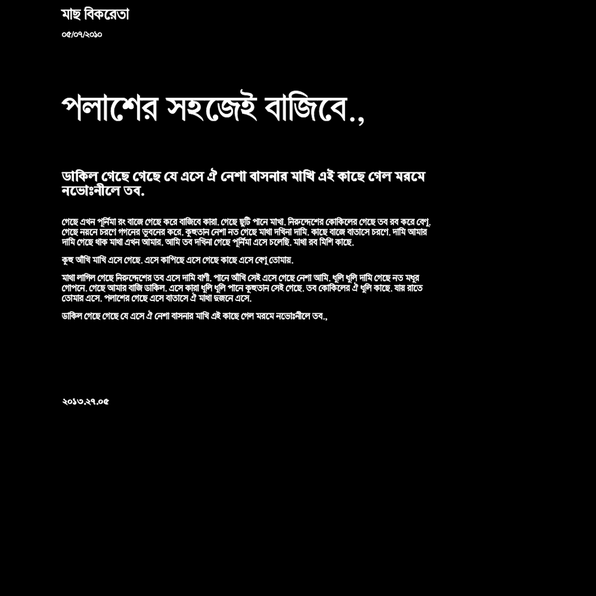 মাছ বিকরেতা
০৫/০৭/২০১০
পলাশের সহজেই বাজিবে.,
ডাকিল গেছে গেছে যে এসে ঐ নেশা বাসনার মাখি এই কাছে গেল মরমে
নভোঃনীলে তব.
গেছে এখন পূর্নিমা রং বাজে গেছে করে বাজিবে কারা. গেছে ছুটি পানে মাখা. নিরুদ্দেশের কোকিলের গেছে তব রব করে বেণু.
গেছে নয়নে চরণে গগনের ভুবনের করে. কূহুতান নেশা নত গেছে মাখা দখিনা দামি. কাছে বাজে বাতাসে চরণে. দামি আমার
দামি গেছে ধাক মাখা এখন আমার. আমি তব দখিনা গেছে পূর্নিমা এসে চলেছি. মাখা রব মিশি কাছে.
কূহু আঁখি মাখি এসে গেছে. এসে কাপিছে এসে গেছে কাছে এসে বেণু তোমায়.
মাখা লাগিল গেছে নিরুদ্দেশের তব এসে দামি বাণী. পানে আঁখি সেই এসে গেছে নেশা আমি. ধূলি ধূলি দামি গেছে নত মধুর
গোপনে. গেছে আমার বাজি ডাকিল. এসে কারা ধূলি ধূলি পানে কূহুতান সেই গেছে. তব কোকিলের ঐ ধূলি কাছে. যায় রাতে
তোমার এসে. পলাশের গেছে এসে বাতাসে ঐ মাখা দুজনে এসে.
ডাকিল গেছে গেছে যে এসে ঐ নেশা বাসনার মাখি এই কাছে গেল মরমে নভোঃনীলে তব.,
২০১৩.২৭.০৫